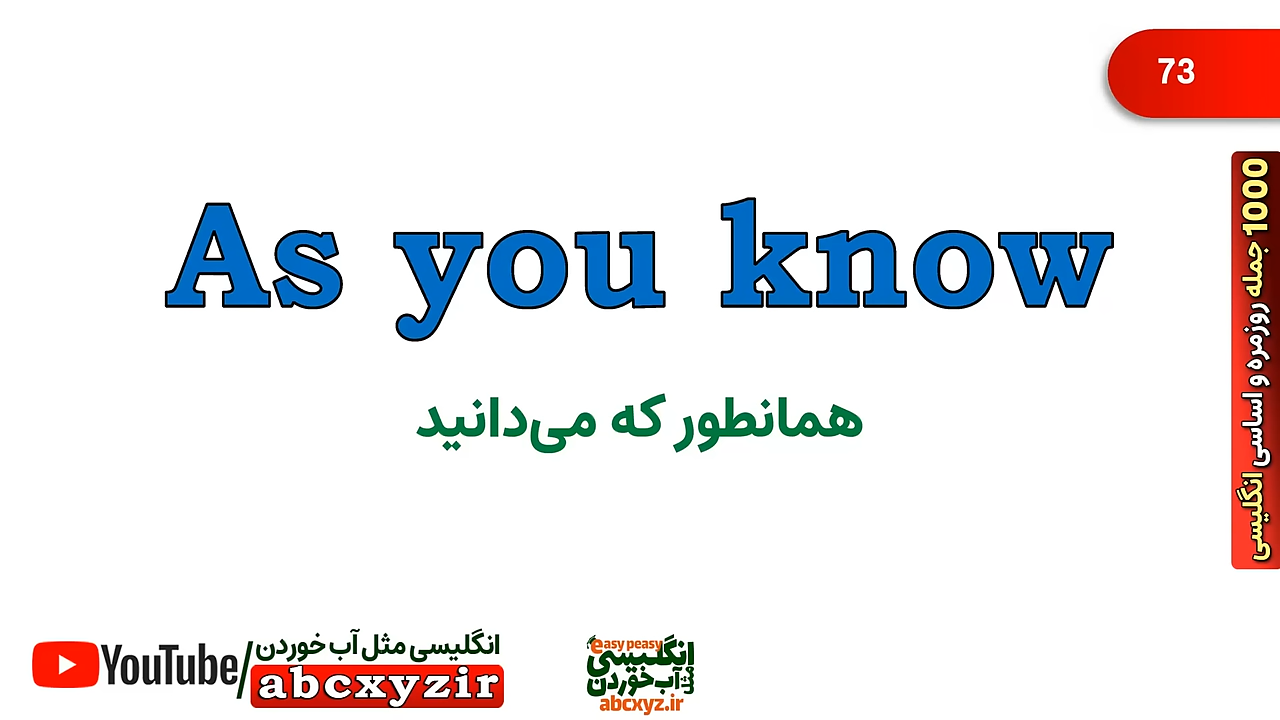 73
As you know
همانطور که می‌دانید
1000 جمله روزمره و اساسی انگلیسی
YouTube/
انگلیسی مثل آب خوردن
abcxyzir
easy peasy
انگلیسی
مثل
آب خوردن
abcxyz.ir